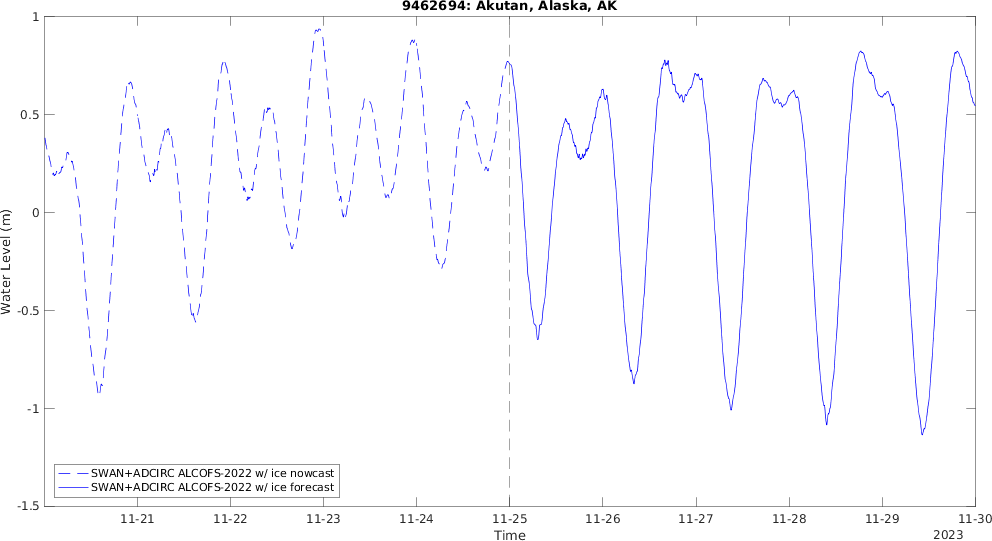 9462694: Akutan, Alaska, AK
Water Level (m)
1
0.5
0
-0.5
-1
-1.5
SWAN+ADCIRC ALCOFS-2022 w/ ice nowcast
SWAN+ADCIRC ALCOFS-2022 w/ ice forecast
11-21 11-22 11-23 11-24 11-25 11-26 11-27 11-28 11-29 11-30
Time
2023